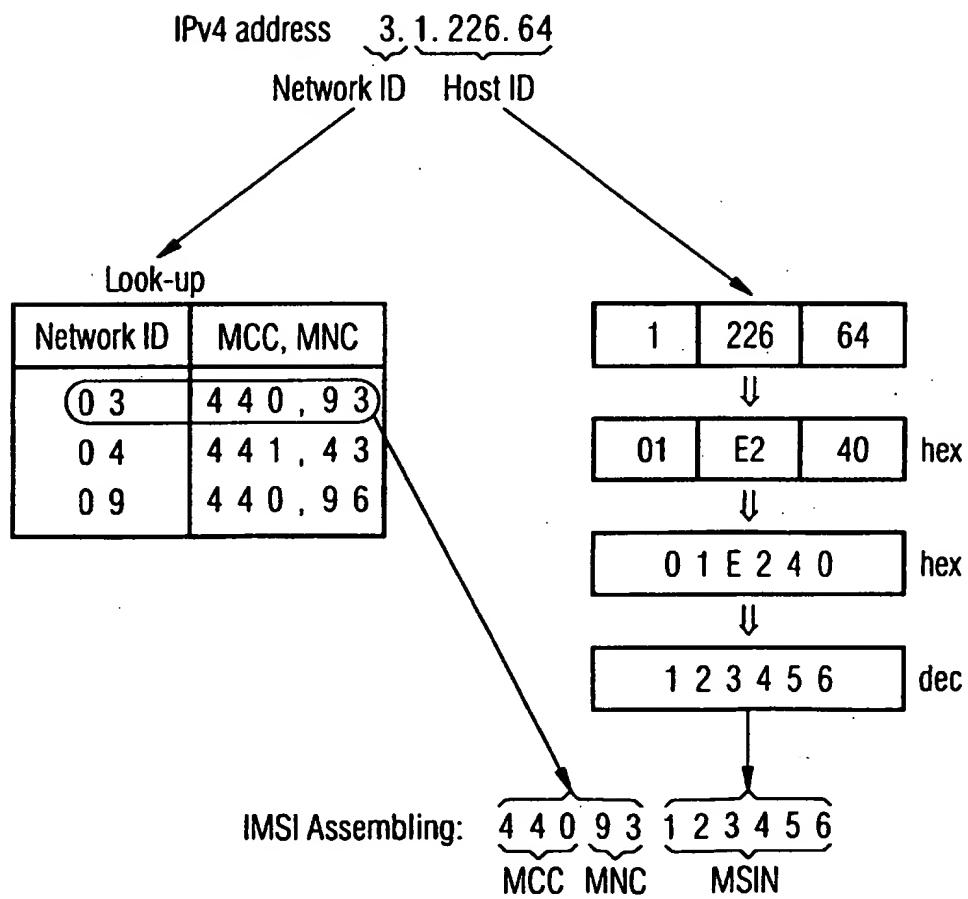 IPv4 address 3. 1. 226. 64
Network ID Host ID
Look-up
Network ID MCC, MNC
0 3 4 4 0 , 9 3
0 4 4 4 1 , 4 3
0 9 4 4 0 , 9 6
1 226 64
⇓
01 E2 40 hex
⇓
0 1 E 2 4 0 hex
⇓
1 2 3 4 5 6 dec
IMSI Assembling: 4 4 0 9 3 1 2 3 4 5 6
MCC MNC MSIN